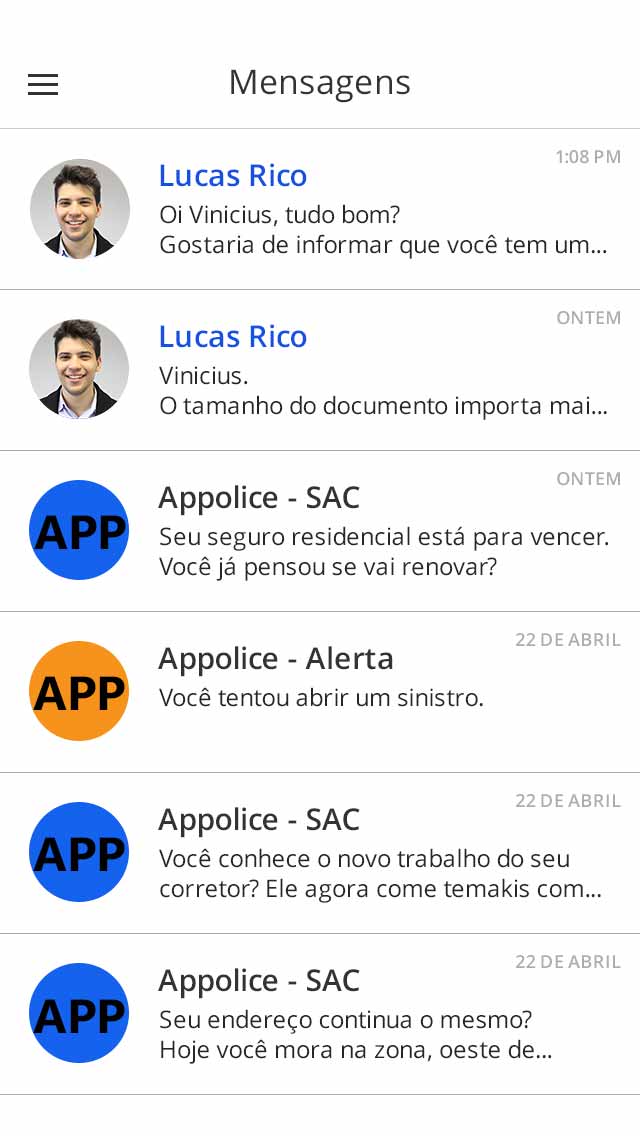 Mensagens
1:08 PM
Lucas Rico
Oi Vinicius, tudo bom?
Gostaria de informar que você tem um...
ONTEM
Lucas Rico
Vinicius.
O tamanho do documento importa mai...
ONTEM
APP
Appolice - SAC
Seu seguro residencial está para vencer.
Você já pensou se vai renovar?
22 DE ABRIL
APP
Appolice - Alerta
Você tentou abrir um sinistro.
22 DE ABRIL
APP
Appolice - SAC
Você conhece o novo trabalho do seu
corretor? Ele agora come temakis com...
22 DE ABRIL
APP
Appolice - SAC
Seu endereço continua o mesmo?
Hoje você mora na zona, oeste de...